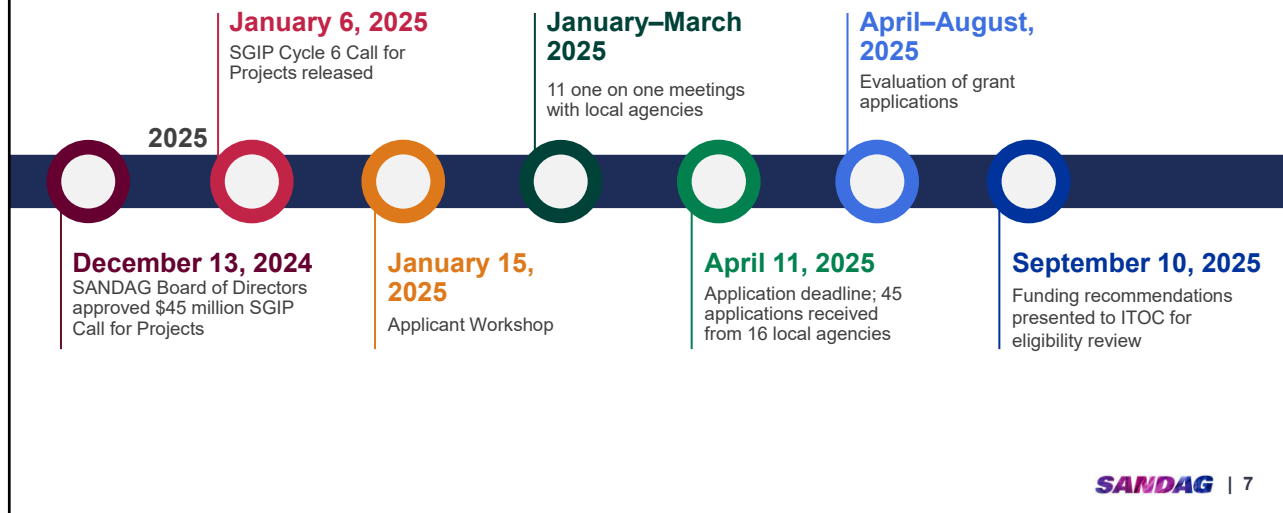 January 6, 2025
SGIP Cycle 6 Call for
Projects released
January–March
2025
11 one on one meetings
with local agencies
April–August,
2025
Evaluation of grant
applications
2025
December 13, 2024
SANDAG Board of Directors
approved $45 million SGIP
Call for Projects
January 15,
2025
Applicant Workshop
April 11, 2025
Application deadline; 45
applications received
from 16 local agencies
September 10, 2025
Funding recommendations
presented to ITOC for
eligibility review
SANDAG | 7